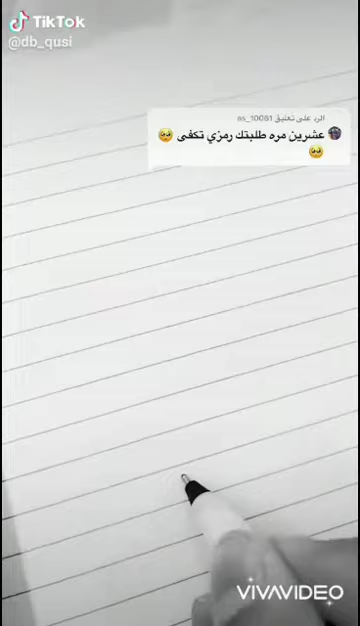 TikTok
@db_qusi
الرد على تعليق as_10081
عشرين مره طلبتك رمزي تكفى 🥺
🥺
VIVAVIDEO